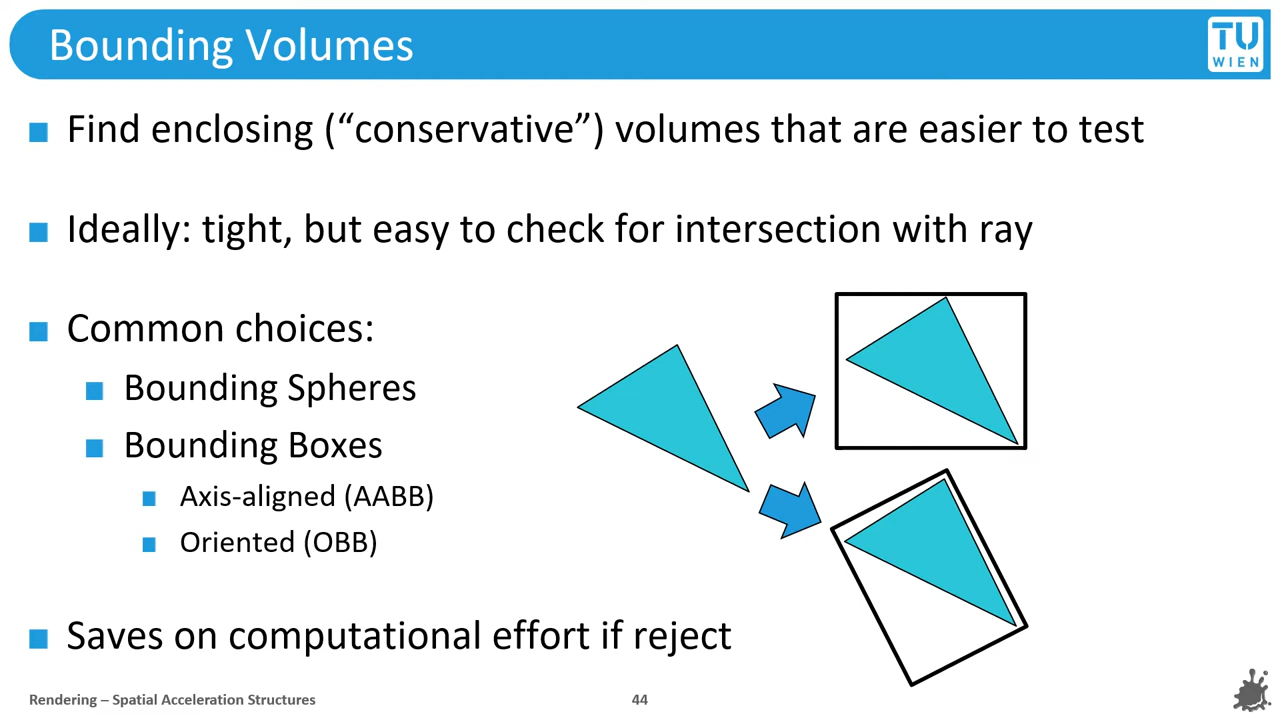 Bounding Volumes
TU
WIEN
Find enclosing (“conservative”) volumes that are easier to test
Ideally: tight, but easy to check for intersection with ray
Common choices:
Bounding Spheres
Bounding Boxes
Axis-aligned (AABB)
Oriented (OBB)
Saves on computational effort if reject
Rendering – Spatial Acceleration Structures
44